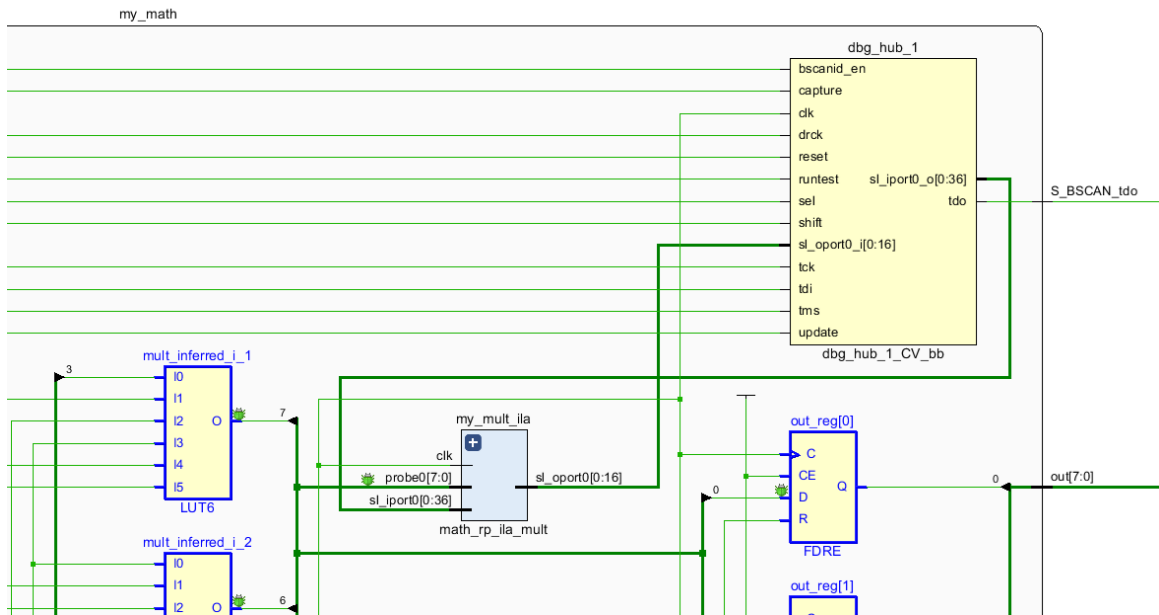 my_math
dbg_hub_1
bscanid_en
capture
clk
drck
reset
runtest
sl_iport0_o[0:36]
sel
tdo
S_BSCAN_tdo
shift
sl_oport0_i[0:16]
tck
tdi
tms
update
dbg_hub_1_CV_bb
mult_inferred_i_1
3
I0
I1
I2
O
7
I3
I4
I5
LUT6
my_mult_ila
clk
probe0[7:0]
sl_oport0[0:16]
sl_iport0[0:36]
math_rp_ila_mult
out_reg[0]
C
CE
0
D
Q
R
FDRE
0
out[7:0]
mult_inferred_i_2
I0
I1
I2
O
6
out_reg[1]